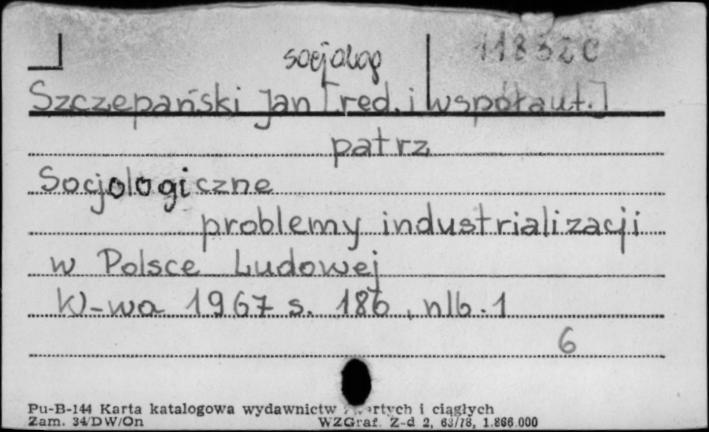 socjolog 118520
Szczepański Jan [red. i współaut.]
patrz
Socjologiczne
problemy industrializacji
w Polsce Ludowej
W-wa 1967 s. 186, nlb. 1
6
Pu-B-144 Karta katalogowa wydawnictw i ciągłych
Zam. 34/DW/On WZGraf. Z-d 2, 63/78, 1.866.000